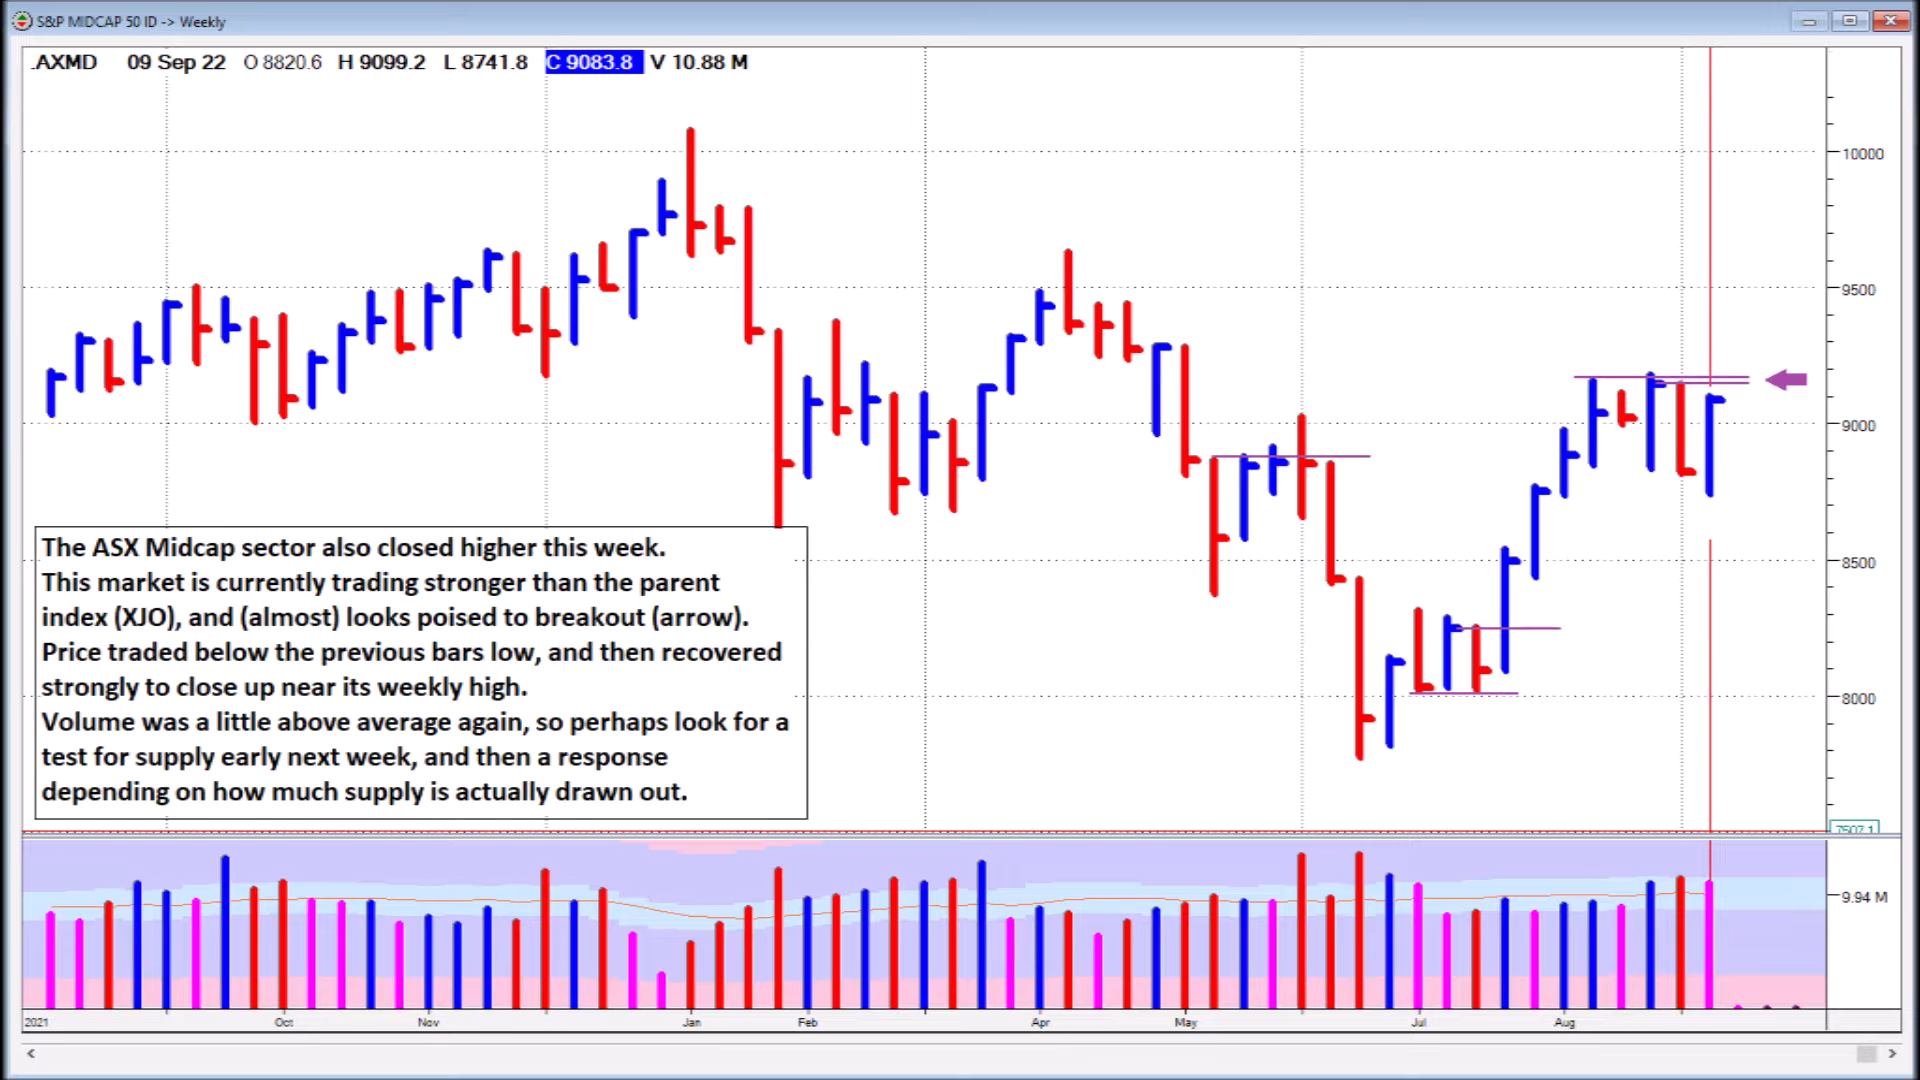 S&P MIDCAP 50 ID -> Weekly
.AXMD 09 Sep 22 O 8820.6 H 9099.2 L 8741.8 C 9083.8 V 10.88 M
10000
9500
9000
8500
8000
7507.1
The ASX Midcap sector also closed higher this week.
This market is currently trading stronger than the parent
index (XJO), and (almost) looks poised to breakout (arrow).
Price traded below the previous bars low, and then recovered
strongly to close up near its weekly high.
Volume was a little above average again, so perhaps look for a
test for supply early next week, and then a response
depending on how much supply is actually drawn out.
9.94 M
2021 Oct Nov Jan Feb Apr May Jul Aug